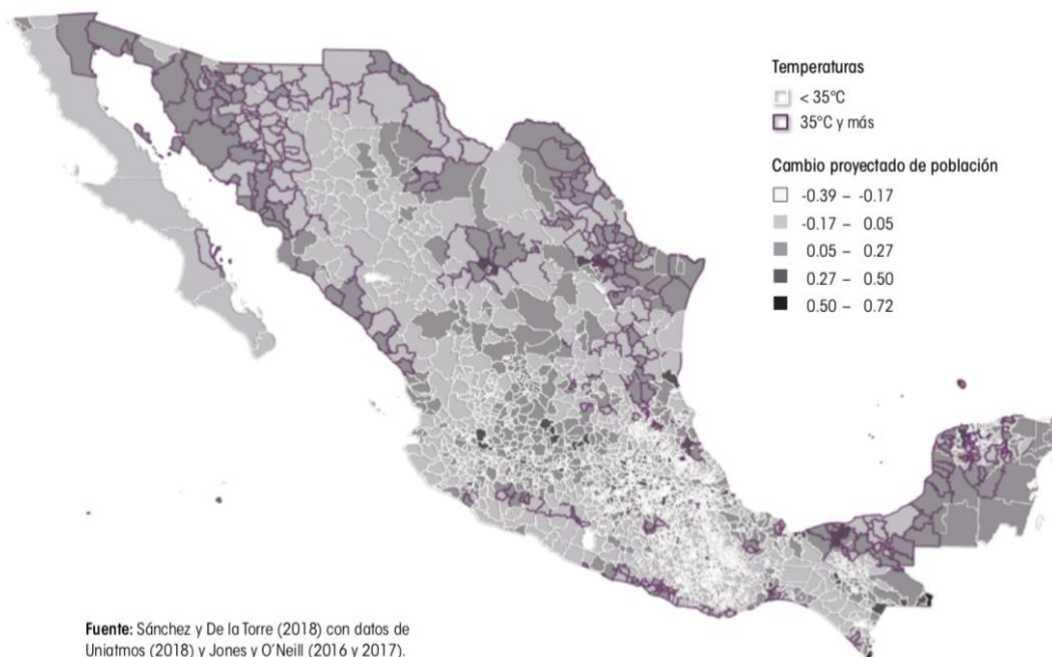 Temperaturas
< 35°C
35°C y más
Cambio proyectado de población
-0.39 – -0.17
-0.17 – 0.05
0.05 – 0.27
0.27 – 0.50
0.50 – 0.72
Fuente: Sánchez y De la Torre (2018) con datos de
Uniatmos (2018) y Jones y O’Neill (2016 y 2017).